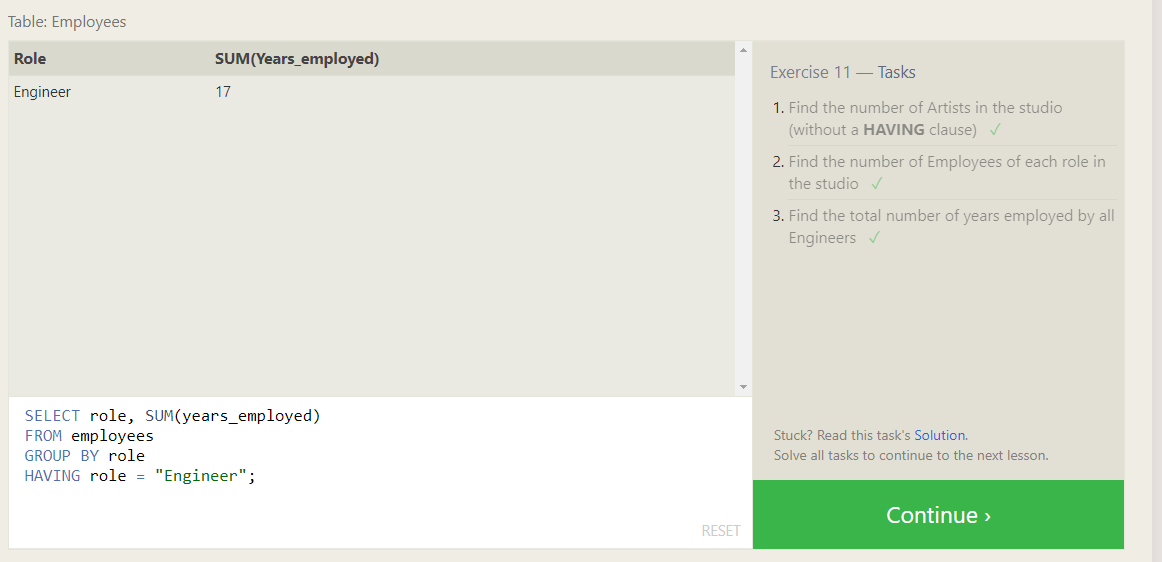 Table: Employees
Role SUM(Years_employed)
Engineer 17
SELECT role, SUM(years_employed)
FROM employees
GROUP BY role
HAVING role = "Engineer";
RESET
Exercise 11 — Tasks
1. Find the number of Artists in the studio
(without a HAVING clause) ✓
2. Find the number of Employees of each role in
the studio ✓
3. Find the total number of years employed by all
Engineers ✓
Stuck? Read this task's Solution.
Solve all tasks to continue to the next lesson.
Continue ›